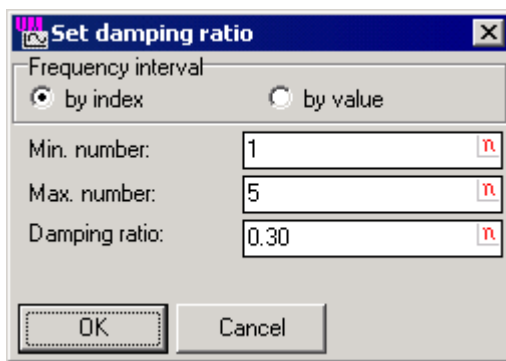 Set damping ratio
Frequency interval
by index by value
Min. number: 1 n
Max. number: 5 n
Damping ratio: 0.30 n
OK Cancel